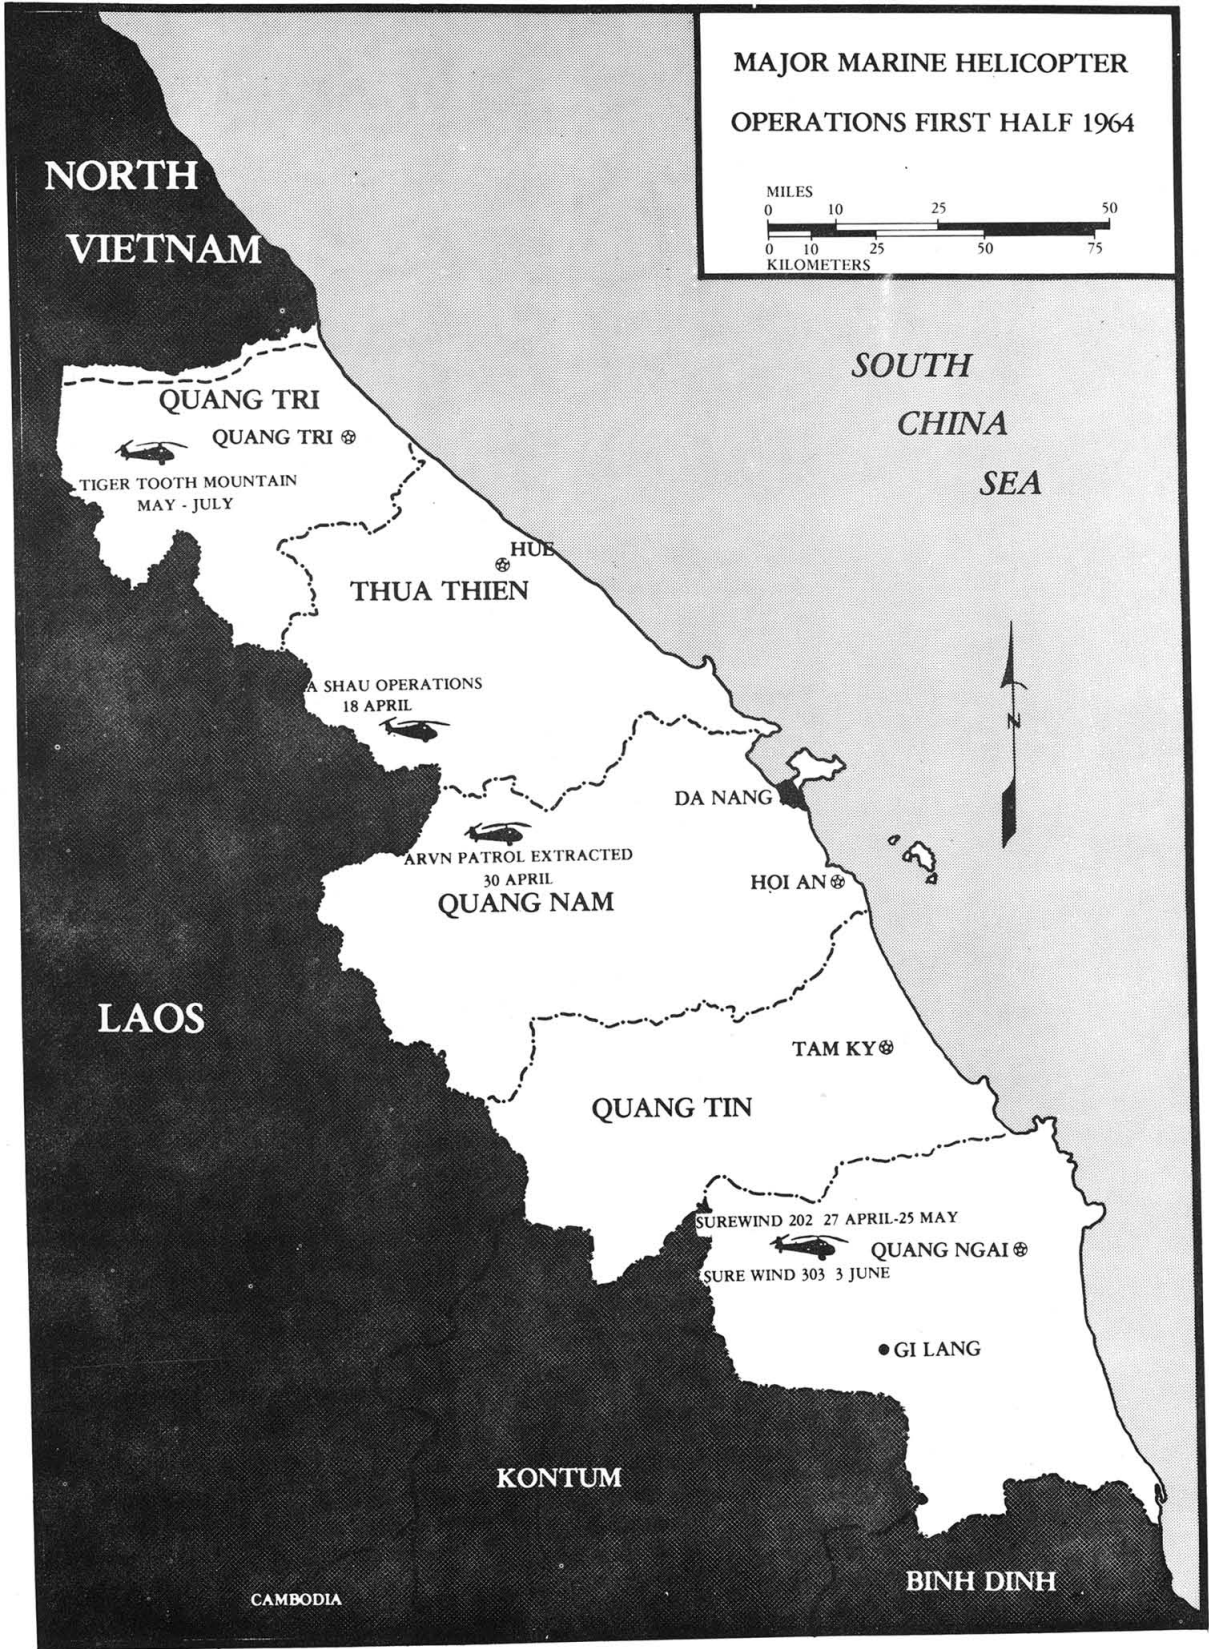 MAJOR MARINE HELICOPTER
OPERATIONS FIRST HALF 1964
MILES
0 10 25 50
0 10 25 50 75
KILOMETERS
NORTH
VIETNAM
SOUTH
CHINA
SEA
QUANG TRI
QUANG TRI
TIGER TOOTH MOUNTAIN
MAY - JULY
HUE
THUA THIEN
A SHAU OPERATIONS
18 APRIL
N
DA NANG
ARVN PATROL EXTRACTED
30 APRIL
HOI AN
QUANG NAM
LAOS
TAM KY
QUANG TIN
SUREWIND 202 27 APRIL-25 MAY
QUANG NGAI
SURE WIND 303 3 JUNE
GI LANG
KONTUM
BINH DINH
CAMBODIA